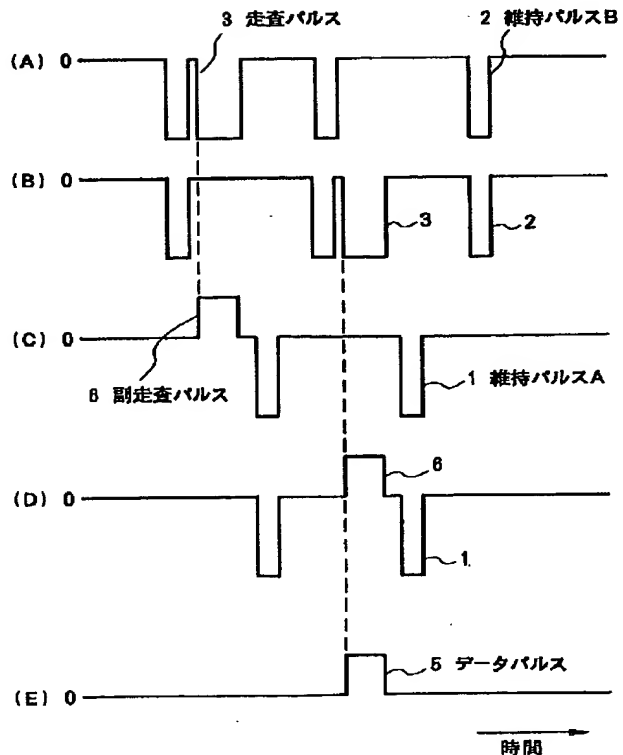 3 走査パルス
2 維持パルスB
(A) 0
(B) 0
3
2
(C) 0
6 副走査パルス
1 維持パルスA
6
(D) 0
1
5 データパルス
(E) 0
時間